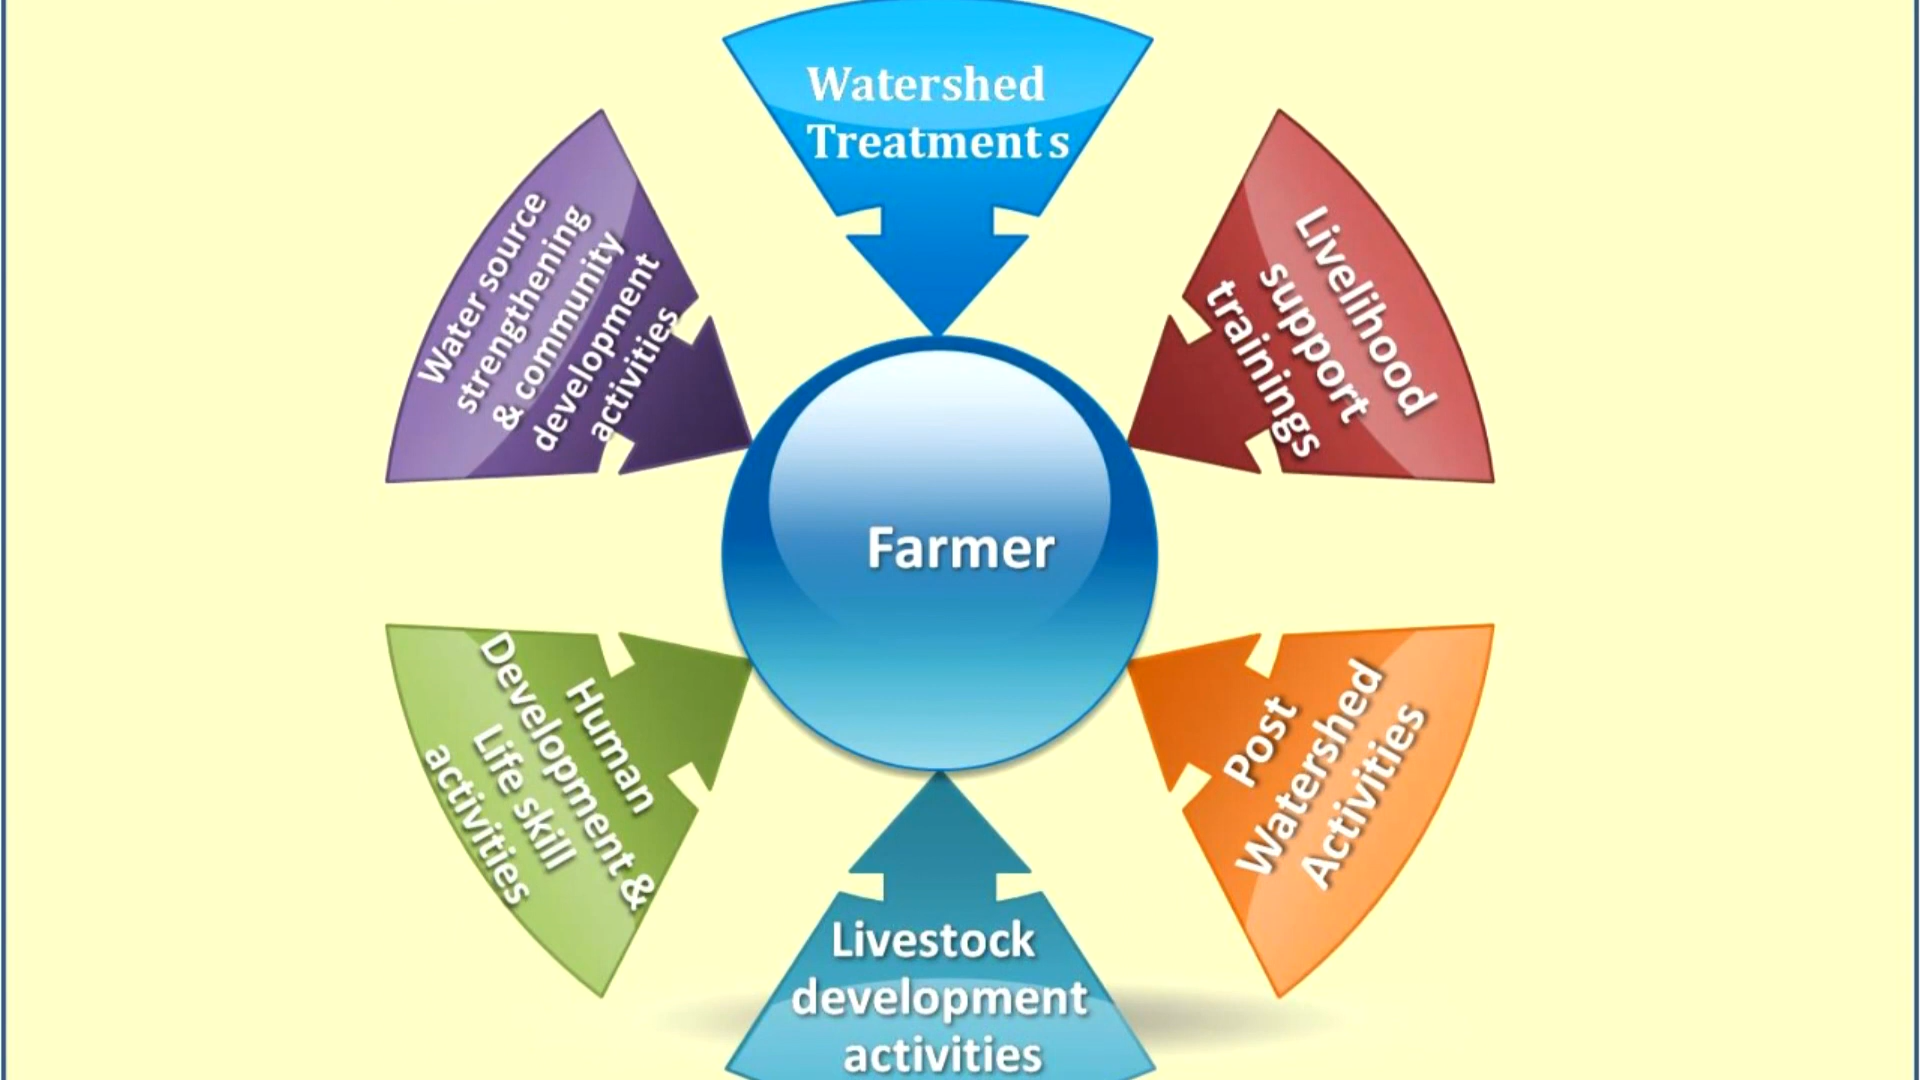 Watershed
Treatments
Livelihood
support
trainings
Post
Watershed
Activities
Livestock
development
activities
Human
Development &
Life skill
activities
Water source
strengthening
& community
development
activities
Farmer